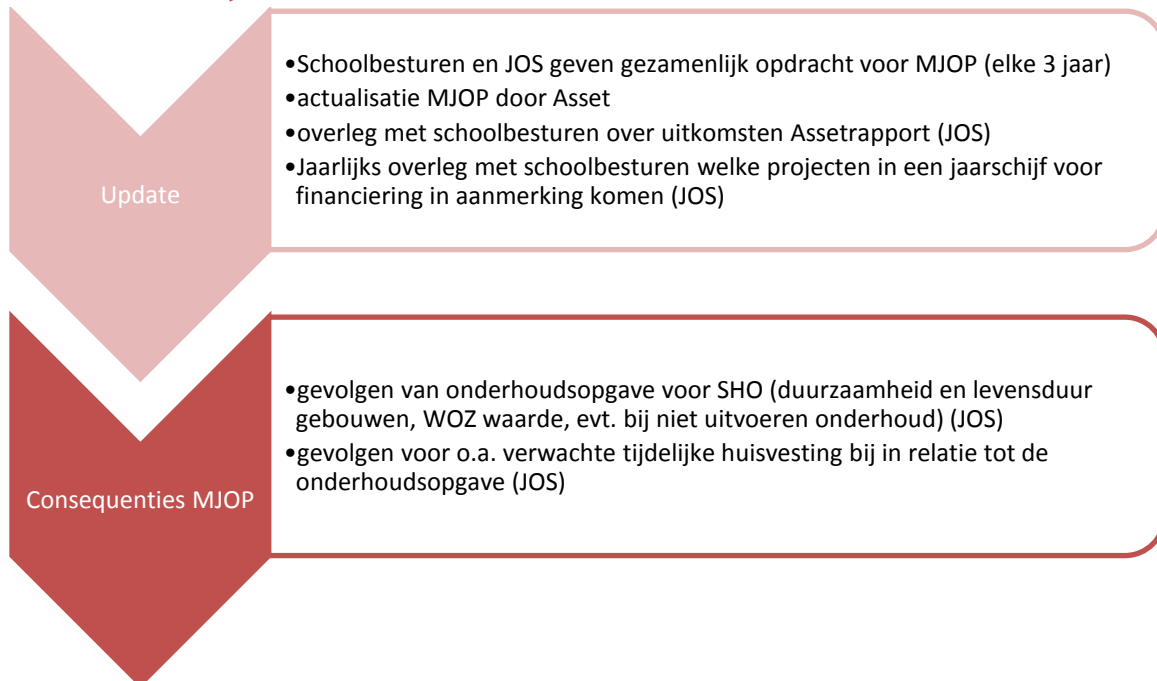 Update
•Schoolbesturen en JOS geven gezamenlijk opdracht voor MJOP (elke 3 jaar)
•actualisatie MJOP door Asset
•overleg met schoolbesturen over uitkomsten Assetrapport (JOS)
•Jaarlijks overleg met schoolbesturen welke projecten in een jaarschijf voor
financiering in aanmerking komen (JOS)
Consequenties MJOP
•gevolgen van onderhoudsopgave voor SHO (duurzaamheid en levensduur
gebouwen, WOZ waarde, evt. bij niet uitvoeren onderhoud) (JOS)
•gevolgen voor o.a. verwachte tijdelijke huisvesting bij in relatie tot de
onderhoudsopgave (JOS)